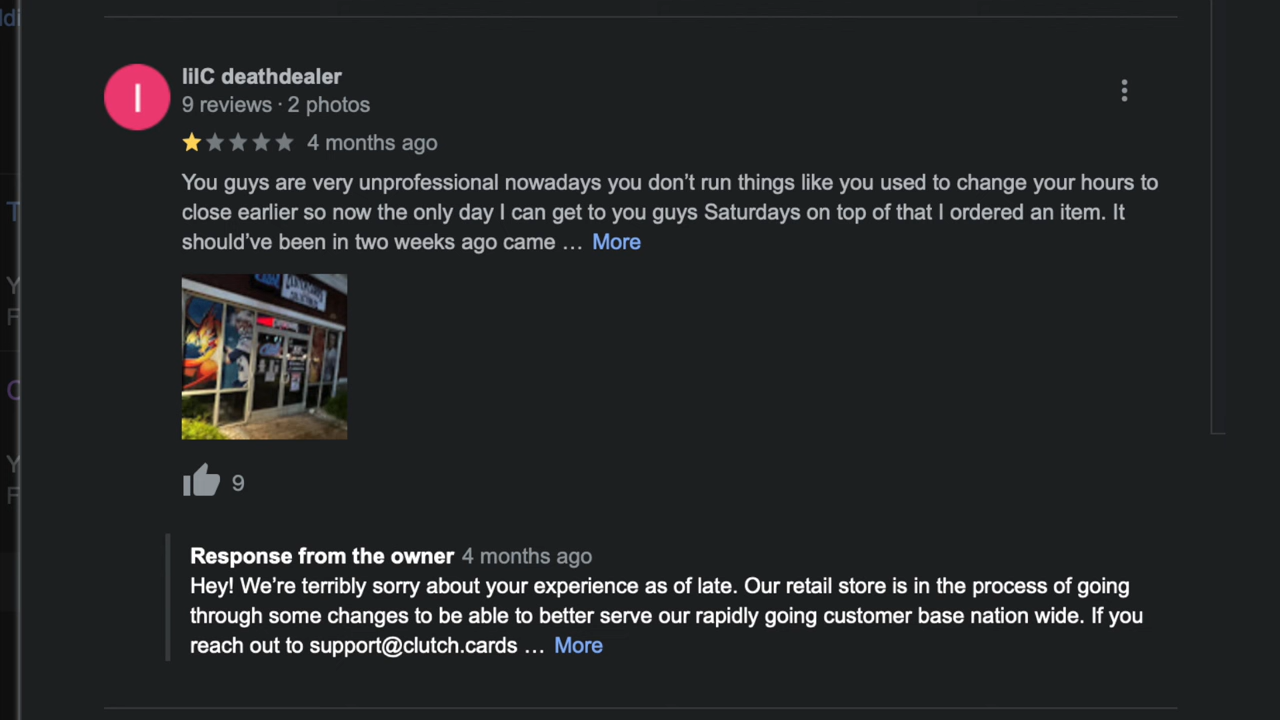 lilC deathdealer
9 reviews · 2 photos
4 months ago
You guys are very unprofessional nowadays you don’t run things like you used to change your hours to
close earlier so now the only day I can get to you guys Saturdays on top of that I ordered an item. It
should’ve been in two weeks ago came … More
9
Response from the owner 4 months ago
Hey! We’re terribly sorry about your experience as of late. Our retail store is in the process of going
through some changes to be able to better serve our rapidly going customer base nation wide. If you
reach out to support@clutch.cards … More